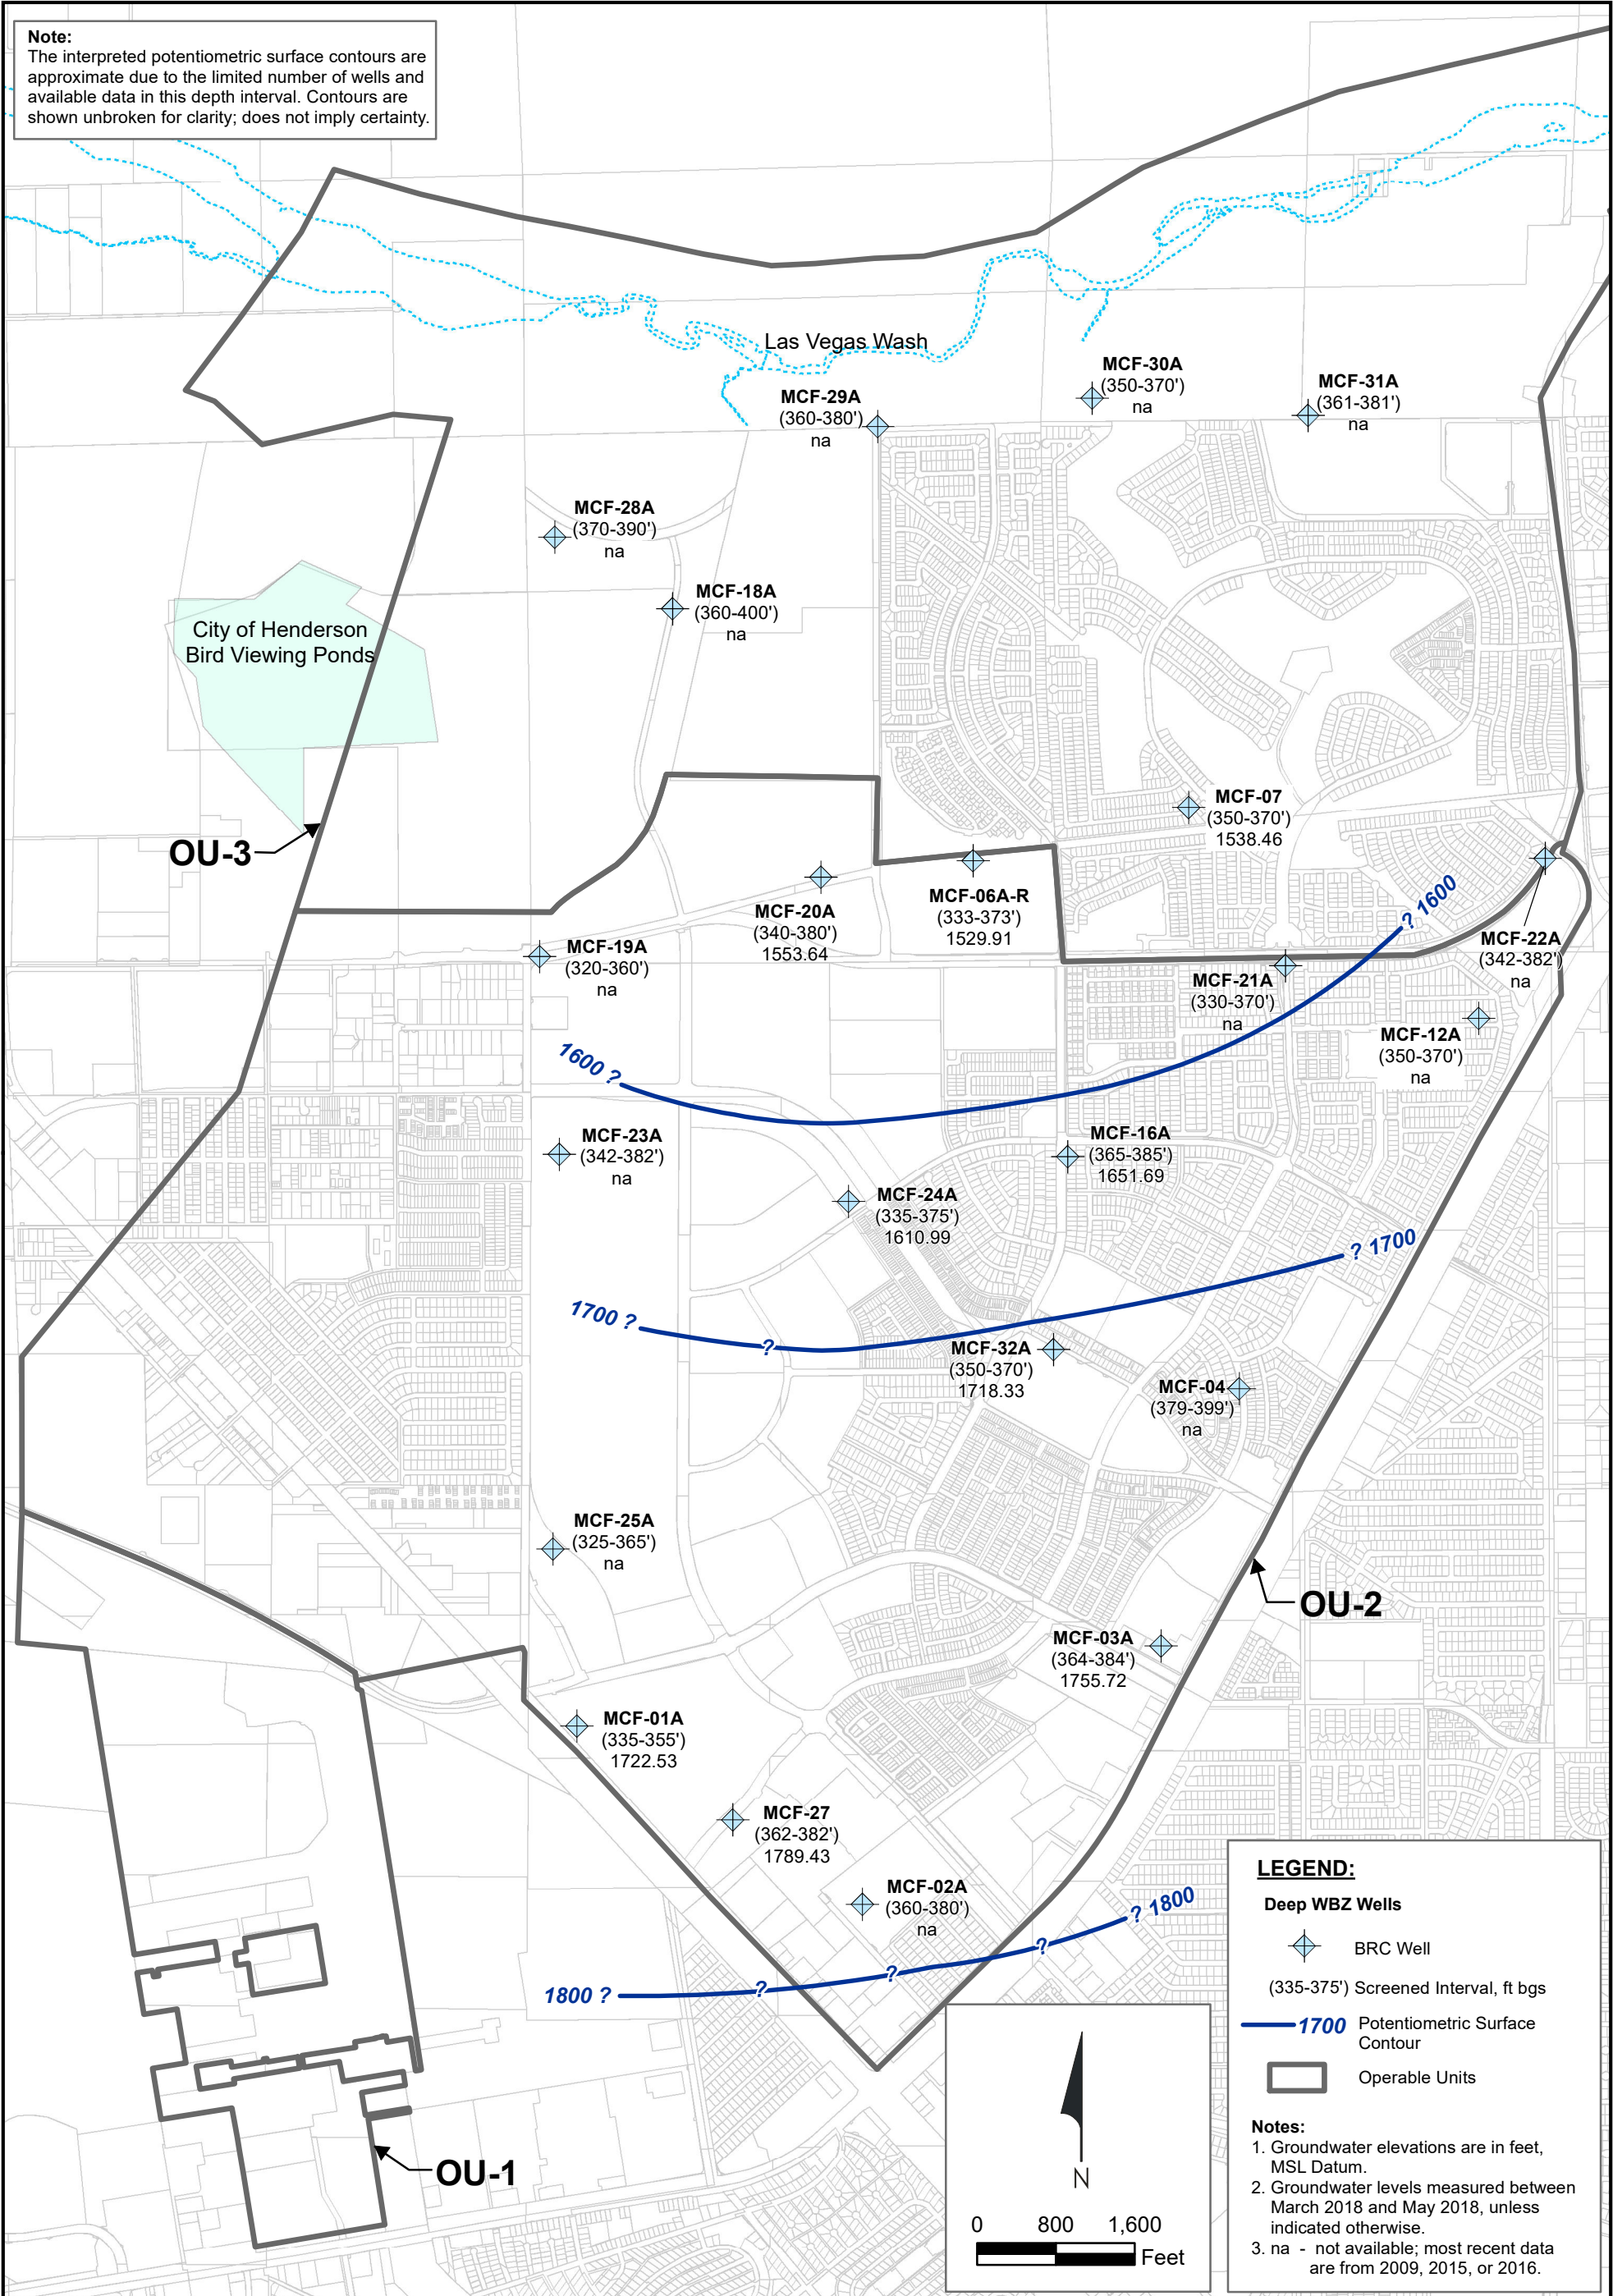 Note:
The interpreted potentiometric surface contours are
approximate due to the limited number of wells and
available data in this depth interval. Contours are
shown unbroken for clarity; does not imply certainty.
Las Vegas Wash
MCF-30A
(350-370')
na
MCF-31A
(361-381')
na
MCF-29A
(360-380')
na
MCF-28A
(370-390')
na
MCF-18A
(360-400')
na
City of Henderson
Bird Viewing Ponds
OU-3
MCF-07
(350-370')
1538.46
MCF-20A
(340-380')
1553.64
MCF-06A-R
(333-373')
1529.91
? 1600
MCF-22A
(342-382')
na
MCF-19A
(320-360')
na
MCF-21A
(330-370')
na
MCF-12A
(350-370')
na
1600 ?
MCF-23A
(342-382')
na
MCF-16A
(365-385')
1651.69
MCF-24A
(335-375')
1610.99
? 1700
1700 ?
?
MCF-32A
(350-370')
1718.33
MCF-04
(379-399')
na
MCF-25A
(325-365')
na
OU-2
MCF-03A
(364-384')
1755.72
MCF-01A
(335-355')
1722.53
MCF-27
(362-382')
1789.43
MCF-02A
(360-380')
na
? 1800
?
?
?
1800 ?
OU-1
N
0 800 1,600
Feet
LEGEND:
Deep WBZ Wells
BRC Well
(335-375') Screened Interval, ft bgs
1700 Potentiometric Surface
Contour
Operable Units
Notes:
1. Groundwater elevations are in feet,
MSL Datum.
2. Groundwater levels measured between
March 2018 and May 2018, unless
indicated otherwise.
3. na - not available; most recent data
are from 2009, 2015, or 2016.